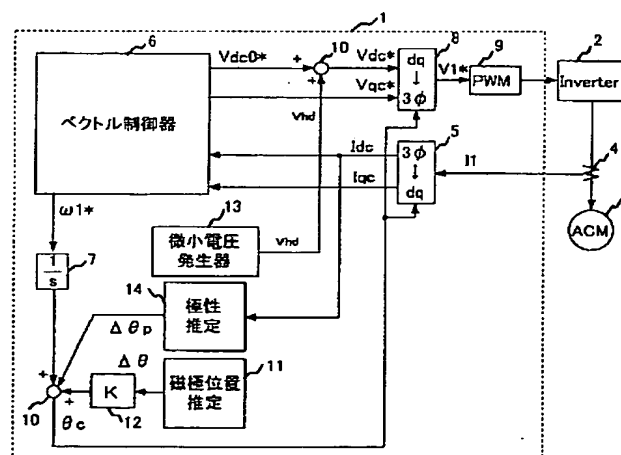 1
6
Vdc0*
10
Vdc*
8
9
2
+
+
dq
↓
3φ
V1*
PWM
Inverter
Vqc*
ベクトル制御器
Vhd
5
4
Idc
3φ
↓
dq
I1
Iqc
ω1*
13
微小電圧
発生器
Vhd
ACM
1
s
7
14
極性
推定
Δθp
Δθ
11
磁極位置
推定
+
+
K
12
10
θc